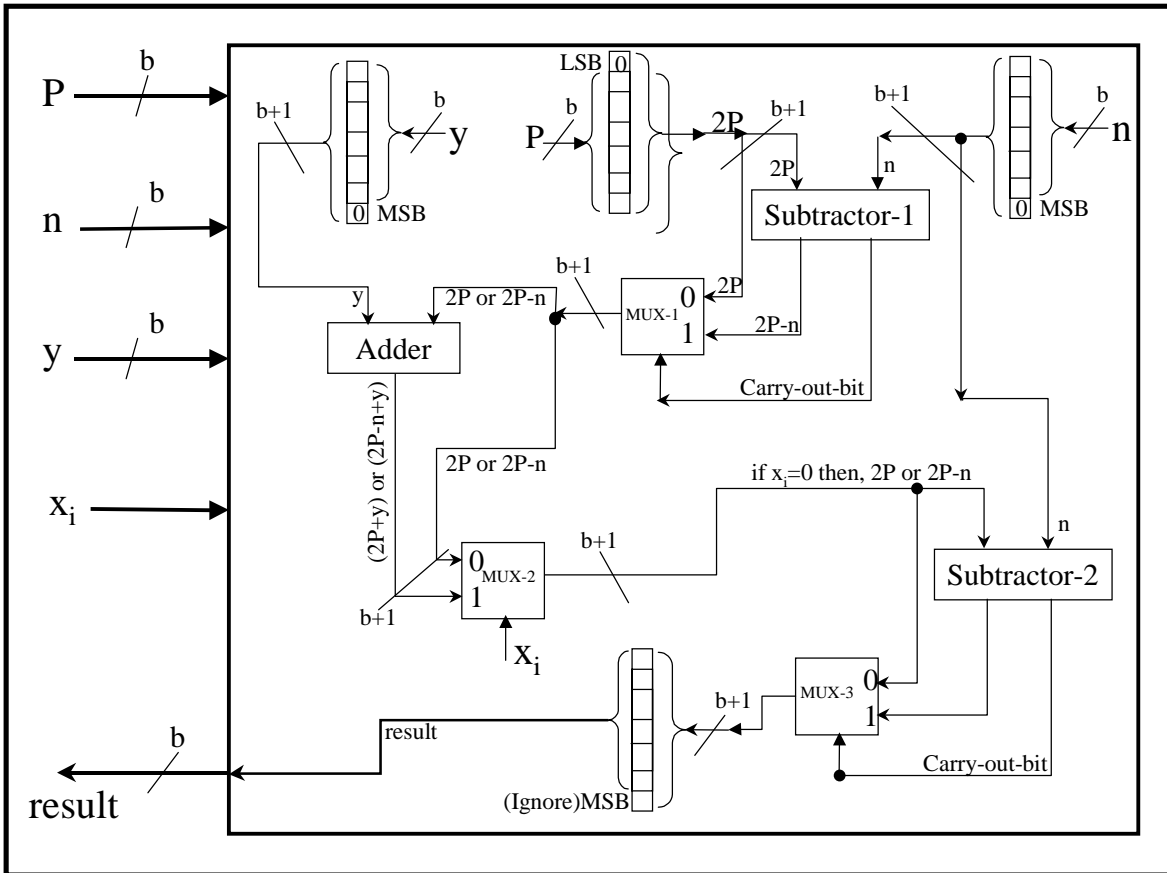 P
b
n
b
y
b
x_i
b
result
b+1
0
MSB
b
y
LSB
0
P
b
2P
b+1
2P
n
b+1
b
n
0
MSB
Subtractor-1
b+1
2P
MUX-1
0
1
2P-n
Carry-out-bit
y
2P or 2P-n
Adder
(2P+y) or (2P-n+y)
2P or 2P-n
b+1
0
MUX-2
1
x_i
b+1
if x_i=0 then, 2P or 2P-n
n
Subtractor-2
MUX-3
0
1
Carry-out-bit
b+1
(Ignore)MSB
result